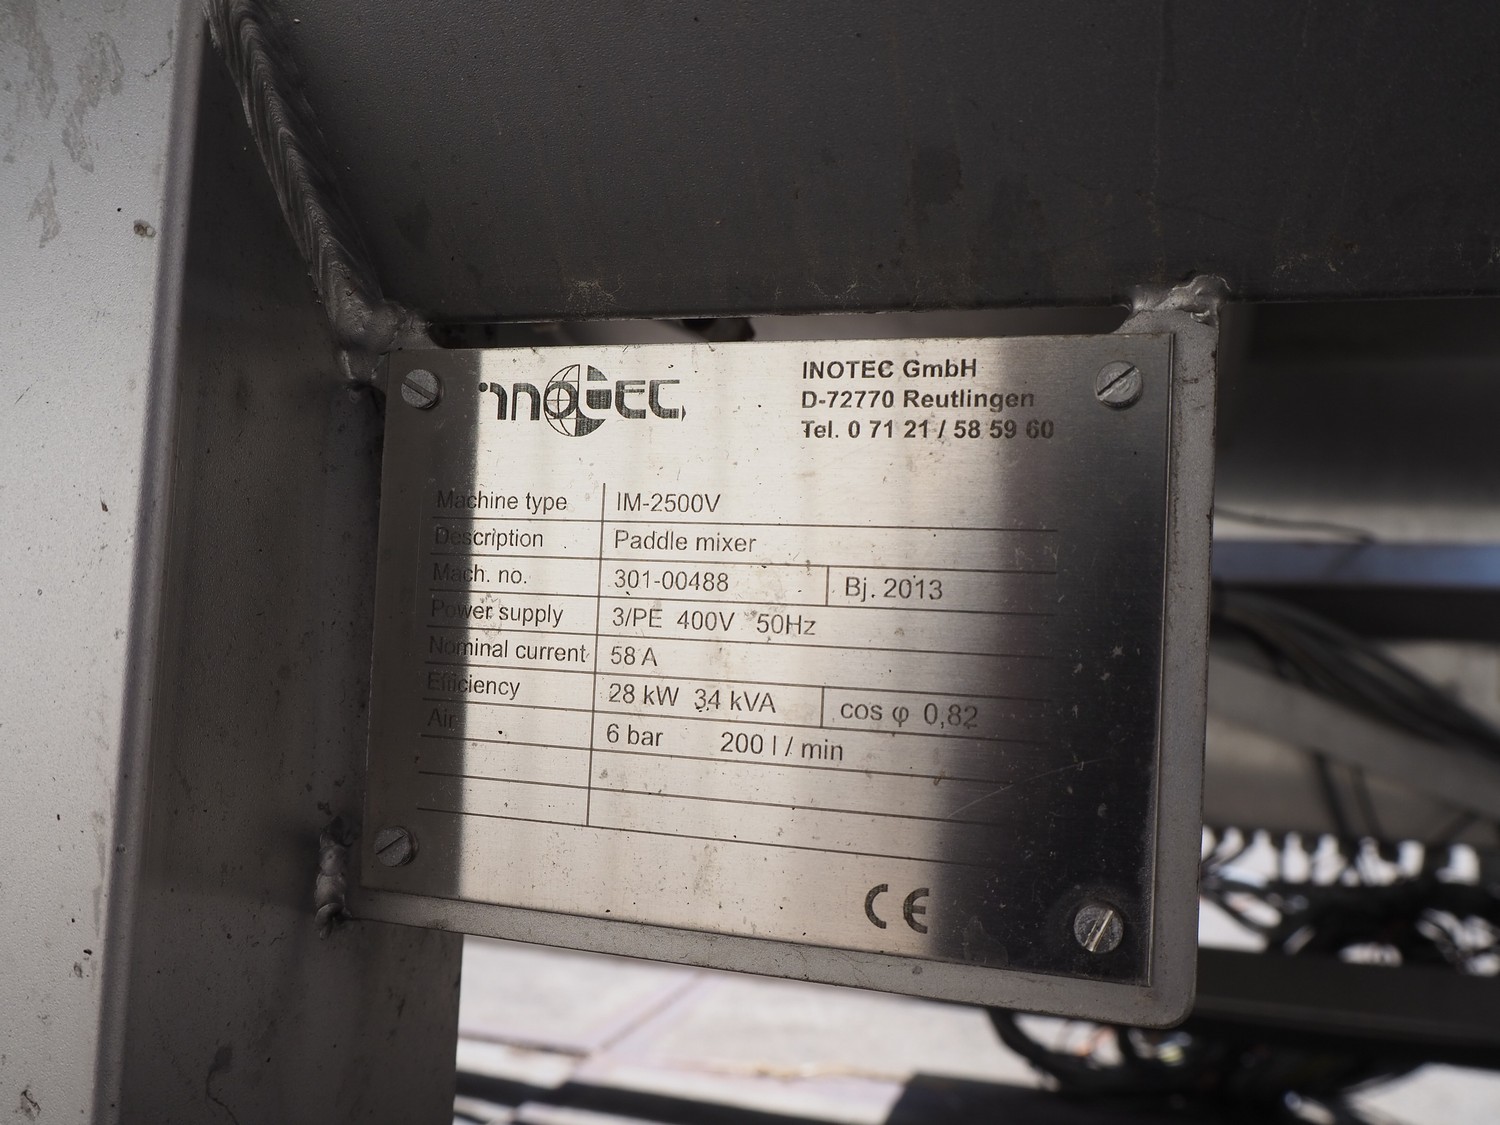 INOTEC
INOTEC GmbH
D-72770 Reutlingen
Tel. 0 71 21 / 58 59 60
Machine type IM-2500V
Description Paddle mixer
Mach. no. 301-00488 Bj. 2013
Power supply 3/PE 400V 50Hz
Nominal current 58 A
Efficiency 28 kW 34 kVA cos φ 0,82
Air 6 bar 200 l / min
CE